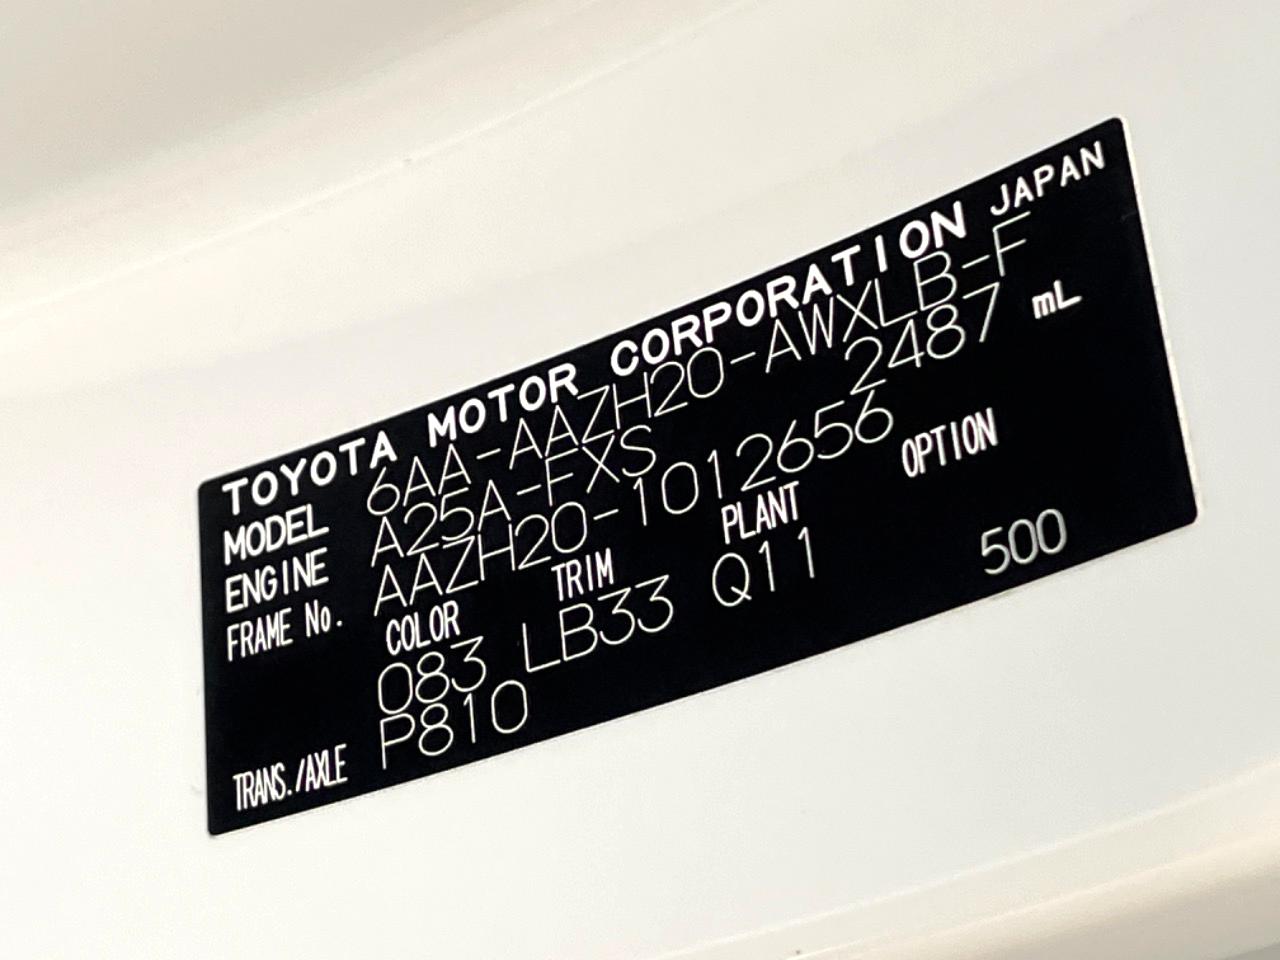 TOYOTA MOTOR CORPORATION JAPAN
MODEL 6AA-AAZH20-AWXLB-F
ENGINE A25A-FXS 2487 mL
FRAME No. AAZH20-1012656
COLOR TRIM PLANT OPTION
083 LB33 Q11 500
TRANS./AXLE P810